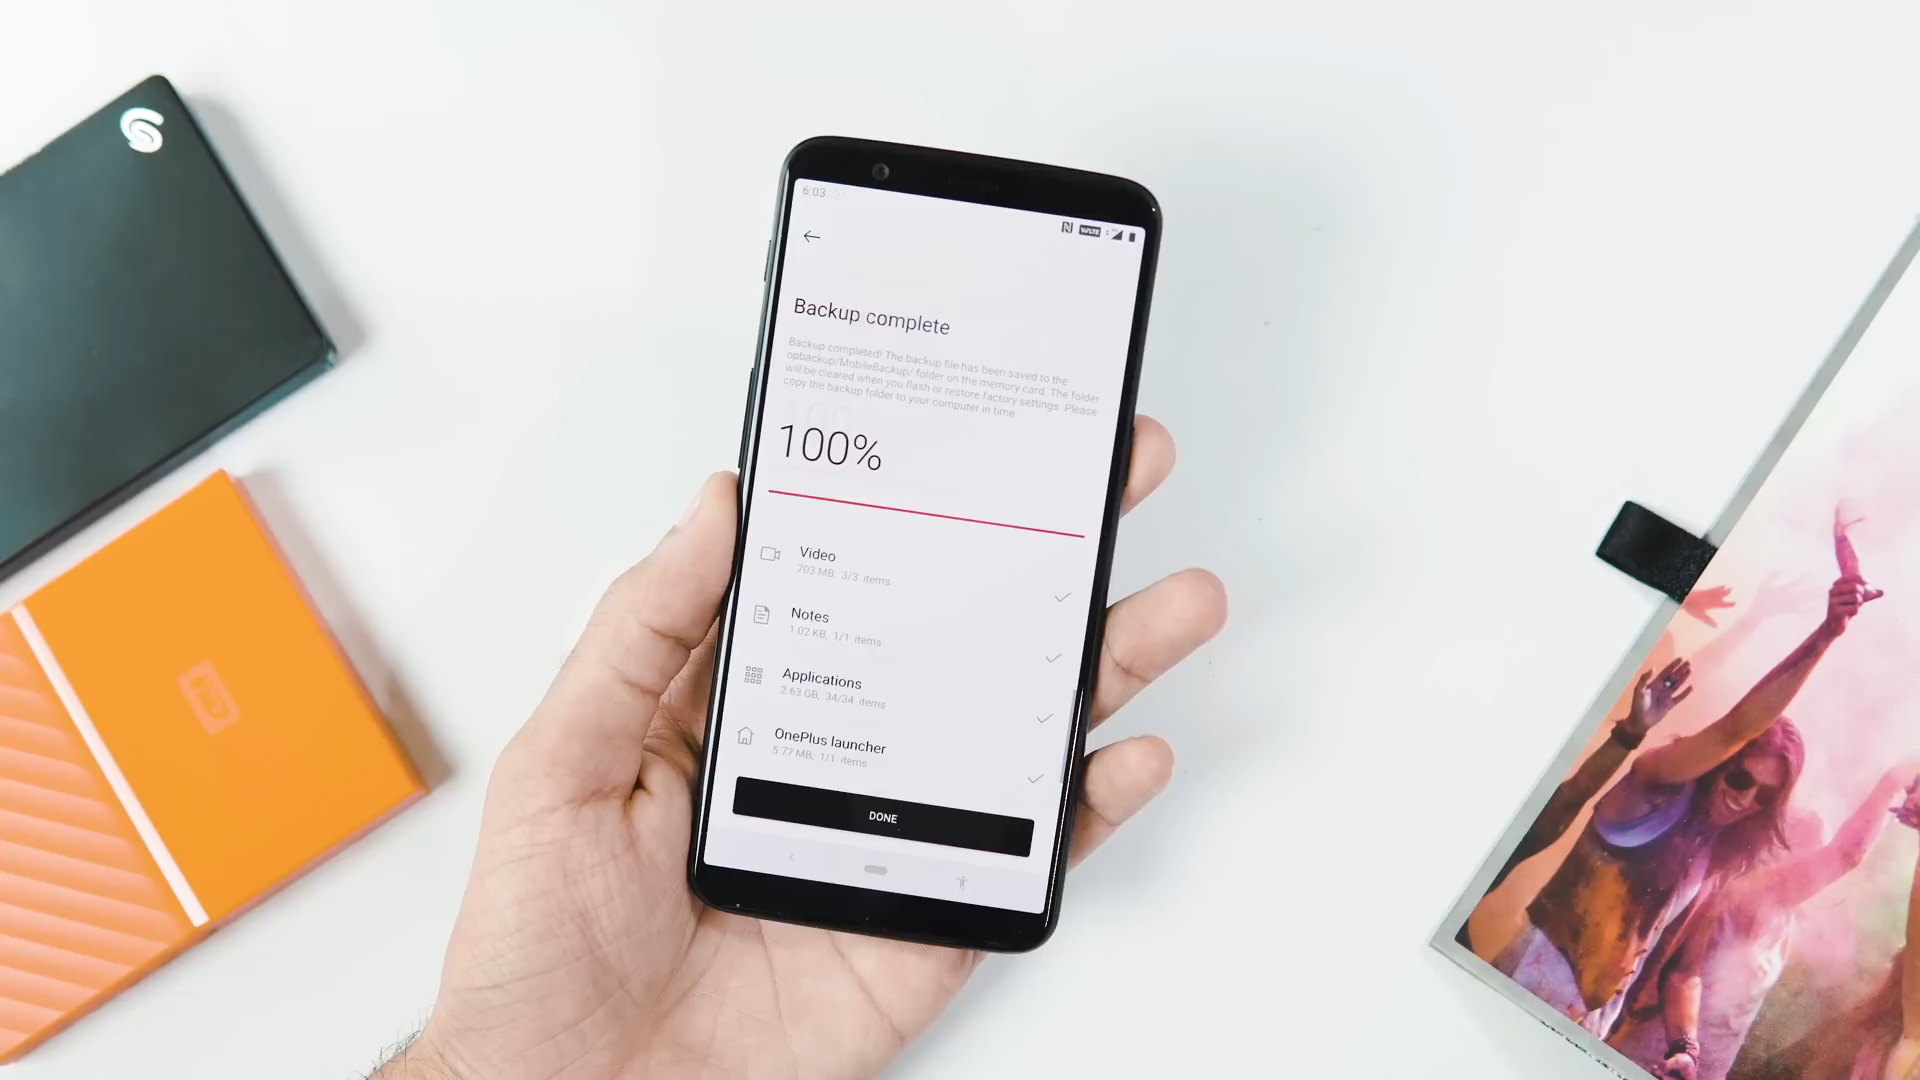 6:03
VoLTE
Backup complete
Backup completed! The backup file has been saved to the
opbackup/MobileBackup/ folder on the memory card. The folder
will be cleared when you flash or restore factory settings. Please
copy the backup folder to your computer in time.
100%
Video
703 MB, 3/3 items
Notes
1.02 KB, 1/1 items
Applications
2.63 GB, 34/34 items
OnePlus launcher
5.77 MB, 1/1 items
DONE